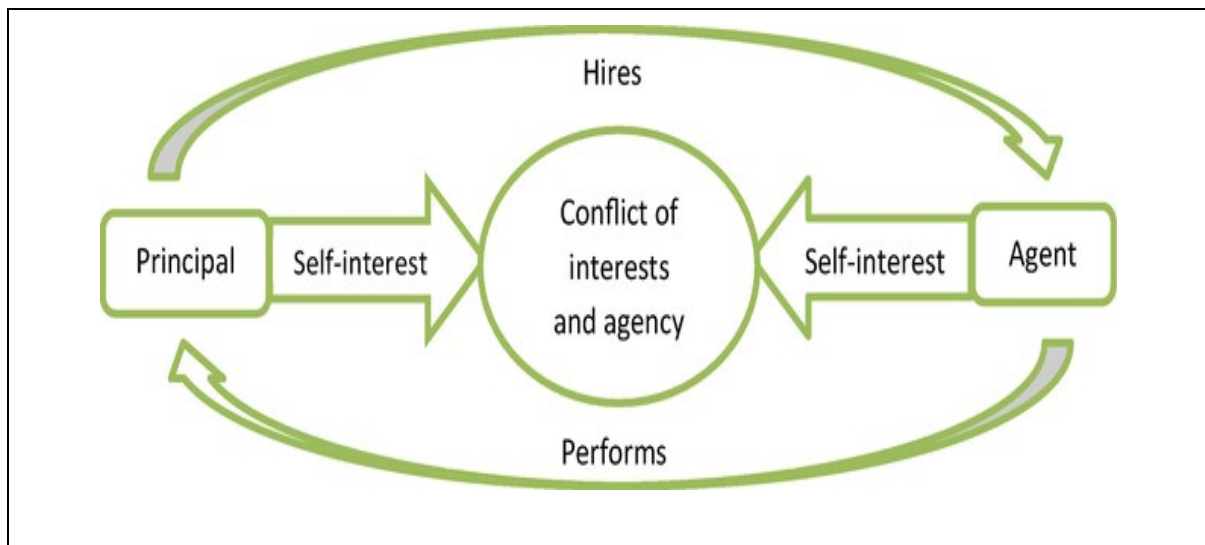 Hires
Principal
Self-interest
Conflict of
interests
and agency
Self-interest
Agent
Performs